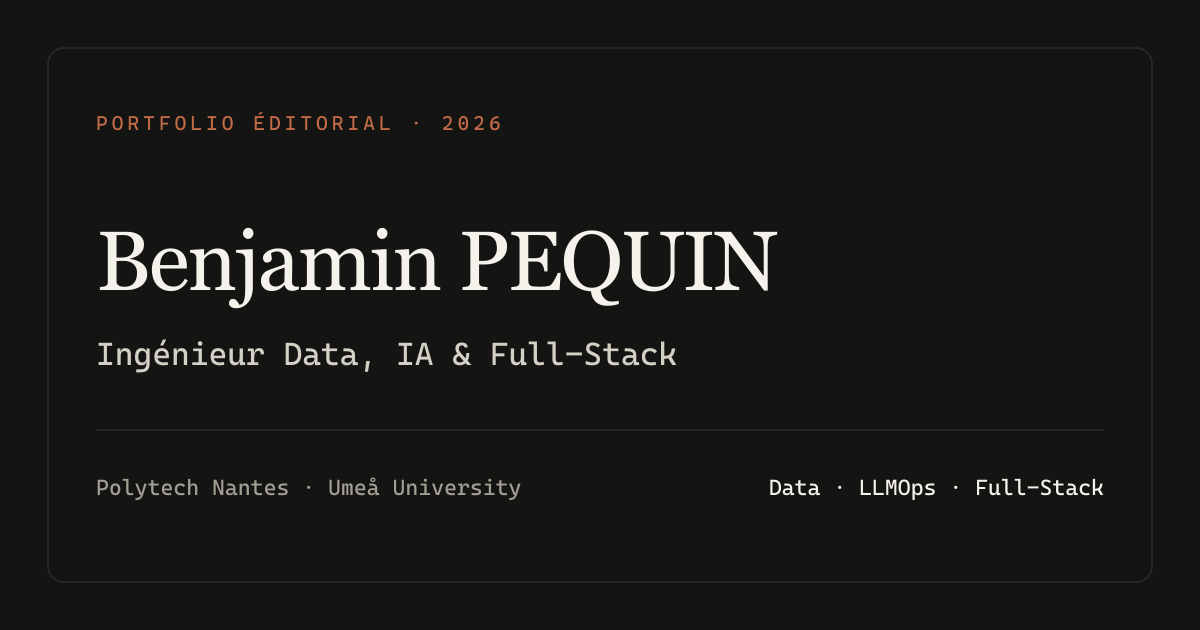 PORTFOLIO ÉDITORIAL · 2026
Benjamin PEQUIN
Ingénieur Data, IA & Full-Stack
Polytech Nantes · Umeå University
Data · LLMOps · Full-Stack